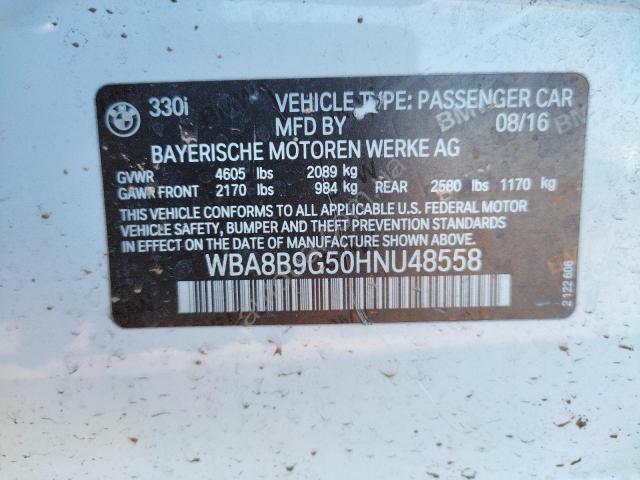 BMW 330i VEHICLE TYPE: PASSENGER CAR
MFD BY 08/16
BAYERISCHE MOTOREN WERKE AG
GVWR 4605 lbs 2089 kg
GAWR FRONT 2170 lbs 984 kg REAR 2580 lbs 1170 kg
THIS VEHICLE CONFORMS TO ALL APPLICABLE U.S. FEDERAL MOTOR
VEHICLE SAFETY, BUMPER AND THEFT PREVENTION STANDARDS
IN EFFECT ON THE DATE OF MANUFACTURE SHOWN ABOVE.
WBA8B9G50HNU48558
2 122 606